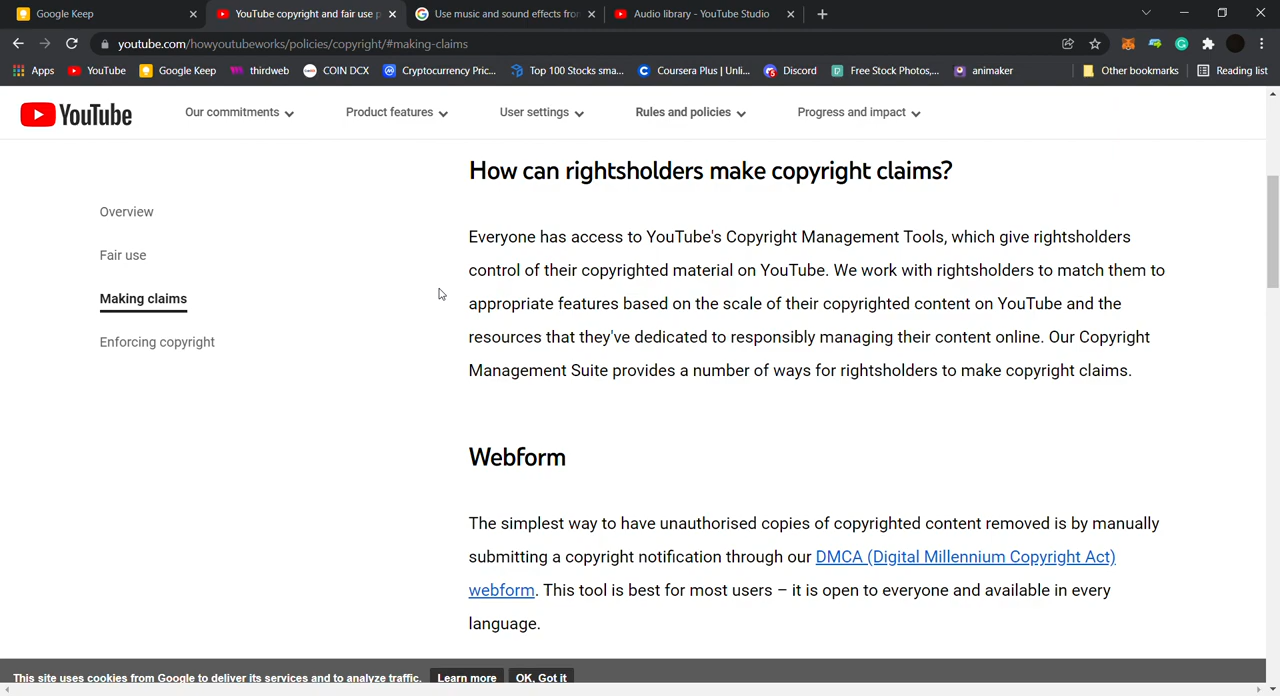 Google Keep
YouTube copyright and fair use p
Use music and sound effects from
Audio library - YouTube Studio
youtube.com/howyoutubeworks/policies/copyright/#making-claims
Apps
YouTube
Google Keep
thirdweb
COIN DCX
Cryptocurrency Pric...
Top 100 Stocks sma...
Coursera Plus | Unli...
Discord
Free Stock Photos,...
animaker
Other bookmarks
Reading list
YouTube
Our commitments
Product features
User settings
Rules and policies
Progress and impact
Overview
Fair use
Making claims
Enforcing copyright
How can rightsholders make copyright claims?
Everyone has access to YouTube's Copyright Management Tools, which give rightsholders
control of their copyrighted material on YouTube. We work with rightsholders to match them to
appropriate features based on the scale of their copyrighted content on YouTube and the
resources that they've dedicated to responsibly managing their content online. Our Copyright
Management Suite provides a number of ways for rightsholders to make copyright claims.
Webform
The simplest way to have unauthorised copies of copyrighted content removed is by manually
submitting a copyright notification through our DMCA (Digital Millennium Copyright Act)
webform. This tool is best for most users – it is open to everyone and available in every
language.
This site uses cookies from Google to deliver its services and to analyze traffic.
Learn more
OK, Got it